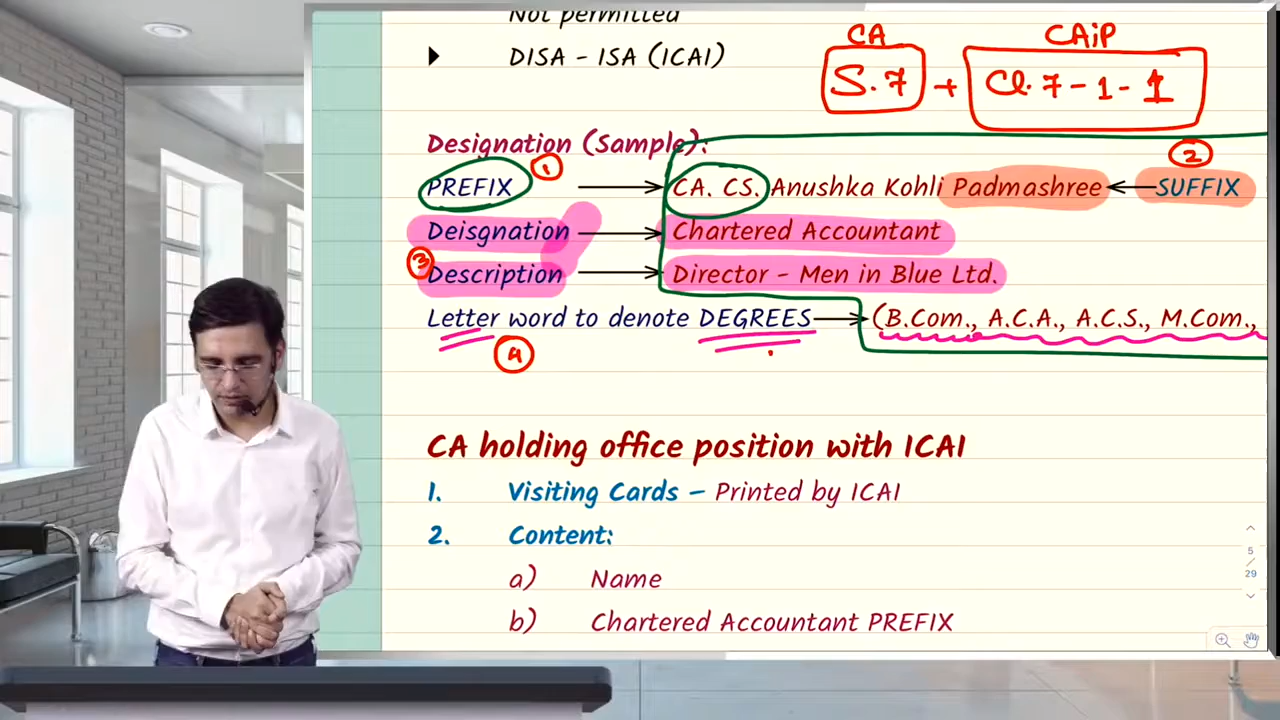 Not permitted
DISA - ISA (ICAI)
CA CAiP
S.7 + Cl.7-1-1
Designation (Sample):
PREFIX 1 CA. CS. Anushka Kohli Padmashree SUFFIX 2
Deisgnation Chartered Accountant
3 Description Director - Men in Blue Ltd.
Letter word to denote DEGREES (B.Com., A.C.A., A.C.S., M.Com.,
4
CA holding office position with ICAI
1. Visiting Cards – Printed by ICAI
2. Content:
a) Name
b) Chartered Accountant PREFIX
5
/
29